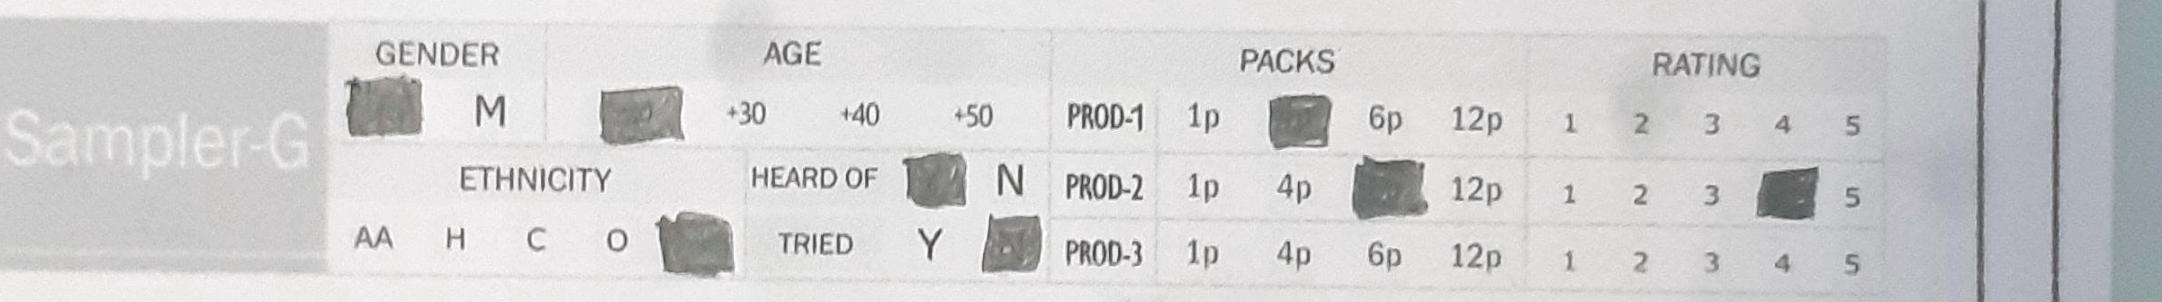 Sampler-G
GENDER AGE PACKS RATING
M +30 +40 +50 PROD-1 1p 6p 12p 1 2 3 4 5
ETHNICITY HEARD OF N PROD-2 1p 4p 12p 1 2 3 5
AA H C O TRIED Y PROD-3 1p 4p 6p 12p 1 2 3 4 5